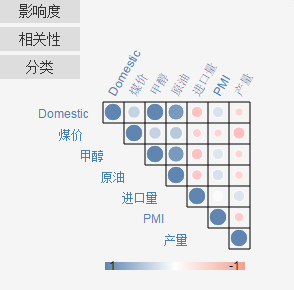 影响度
相关性
分类
Domestic 煤价 甲醇 原油 进口量 PMI 产量
Domestic
煤价
甲醇
原油
进口量
PMI
产量
1 -1